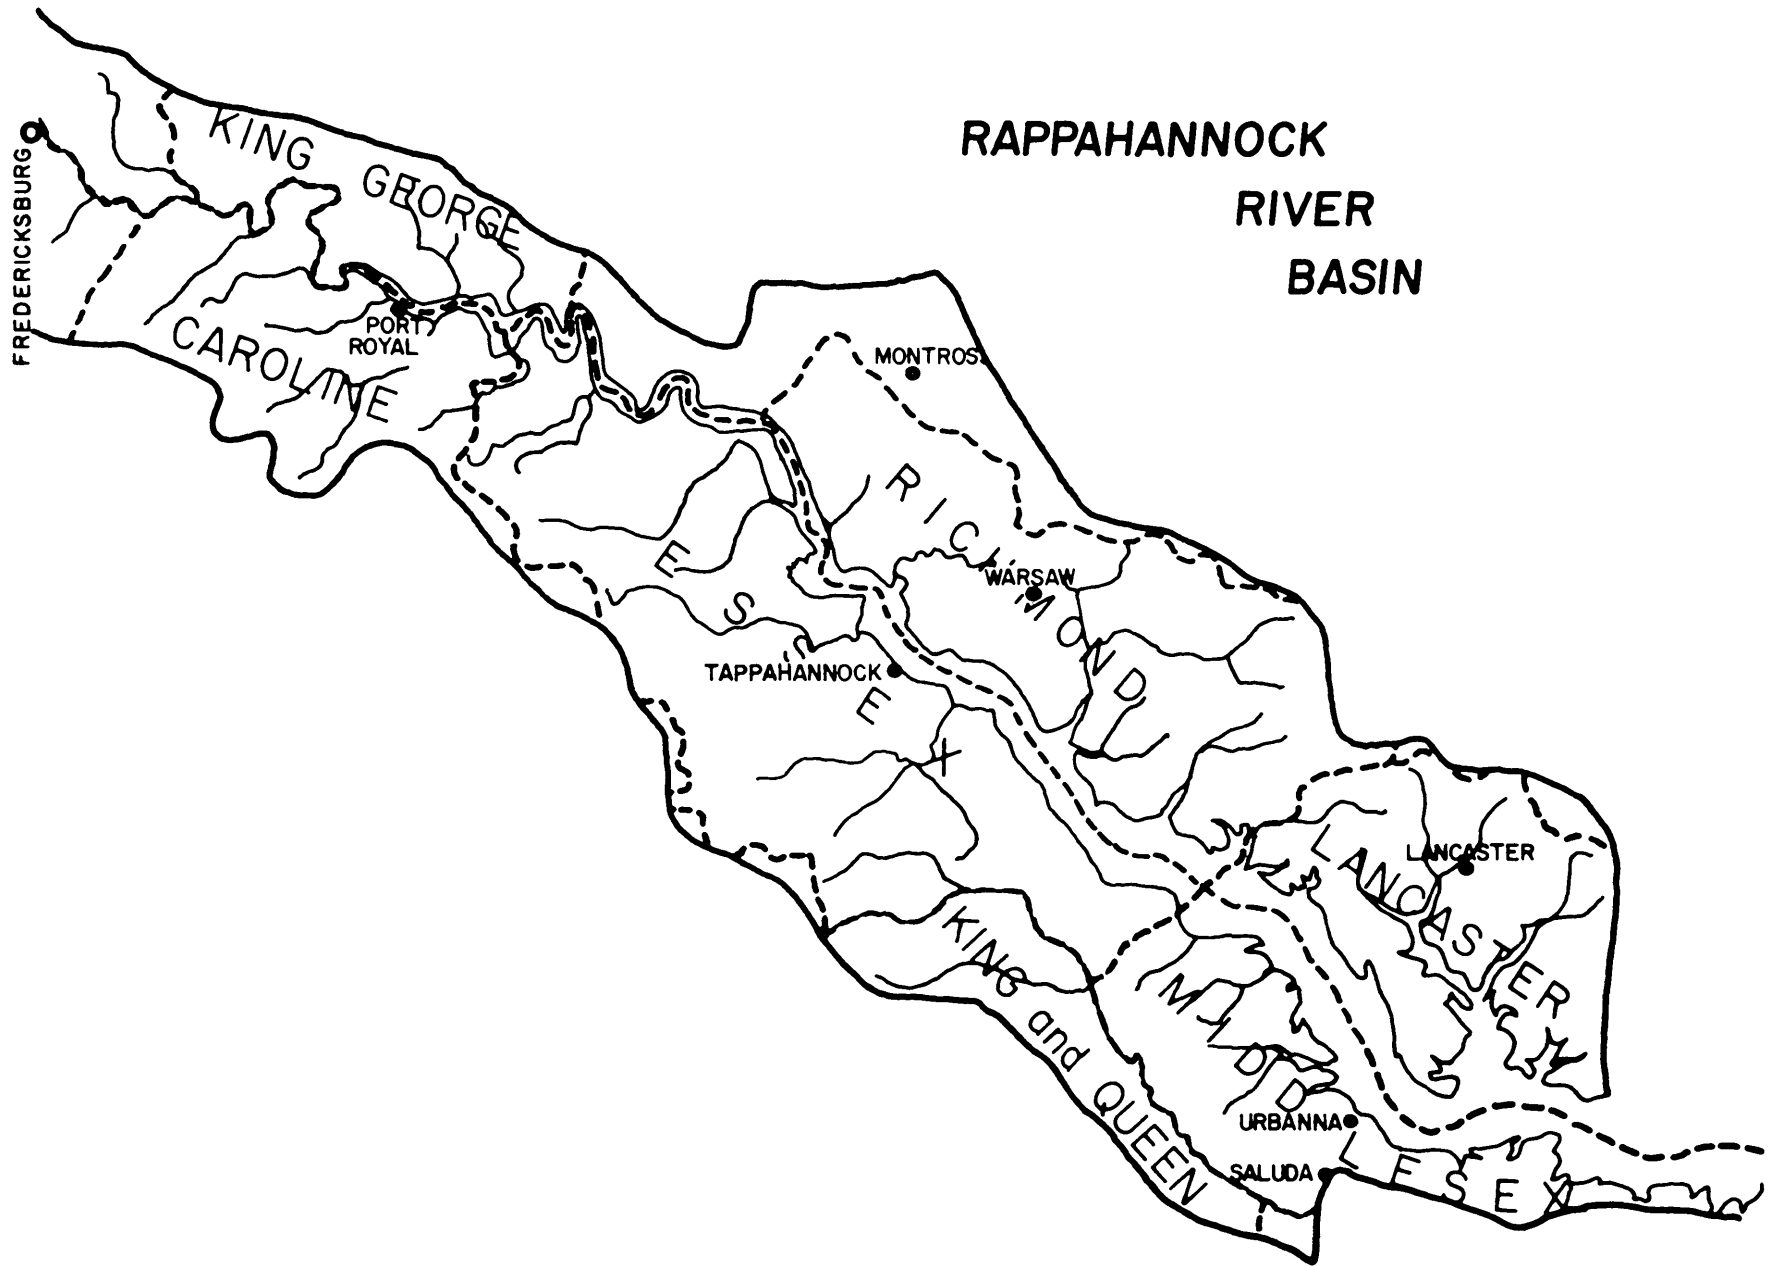 RAPPAHANNOCK
RIVER
BASIN
FREDERICKSBURG
KING GEORGE
CAROLINE
PORT
ROYAL
MONTROSS
RICHMOND
WARSAW
ESSEX
TAPPAHANNOCK
LANCASTER
LANCASTER
KING and QUEEN
MIDDLESEX
URBANNA
SALUDA